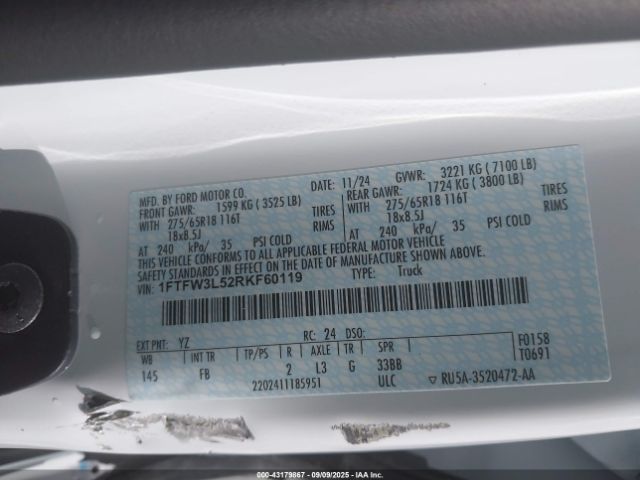 MFD. BY FORD MOTOR CO.
DATE: 11/24 GVWR: 3221 KG ( 7100 LB)
FRONT GAWR: 1599 KG ( 3525 LB) REAR GAWR: 1724 KG ( 3800 LB)
WITH 275/65R18 116T TIRES WITH 275/65R18 116T TIRES
18x8.5J RIMS 18x8.5J RIMS
AT 240 kPa/ 35 PSI COLD AT 240 kPa/ 35 PSI COLD
THIS VEHICLE CONFORMS TO ALL APPLICABLE FEDERAL MOTOR VEHICLE
SAFETY STANDARDS IN EFFECT ON THE DATE OF MANUFACTURE SHOWN ABOVE.
VIN: 1FTFW3L52RKF60119 TYPE: Truck
EXT PNT: YZ RC: 24 DSO: F0158
WB INT TR TP/PS R AXLE TR SPR T0691
145 FB 2 L3 G 33BB
2202411185951 ULC ▽ RU5A-3520472-AA
000-43179867 - 09/09/2025 - IAA Inc.